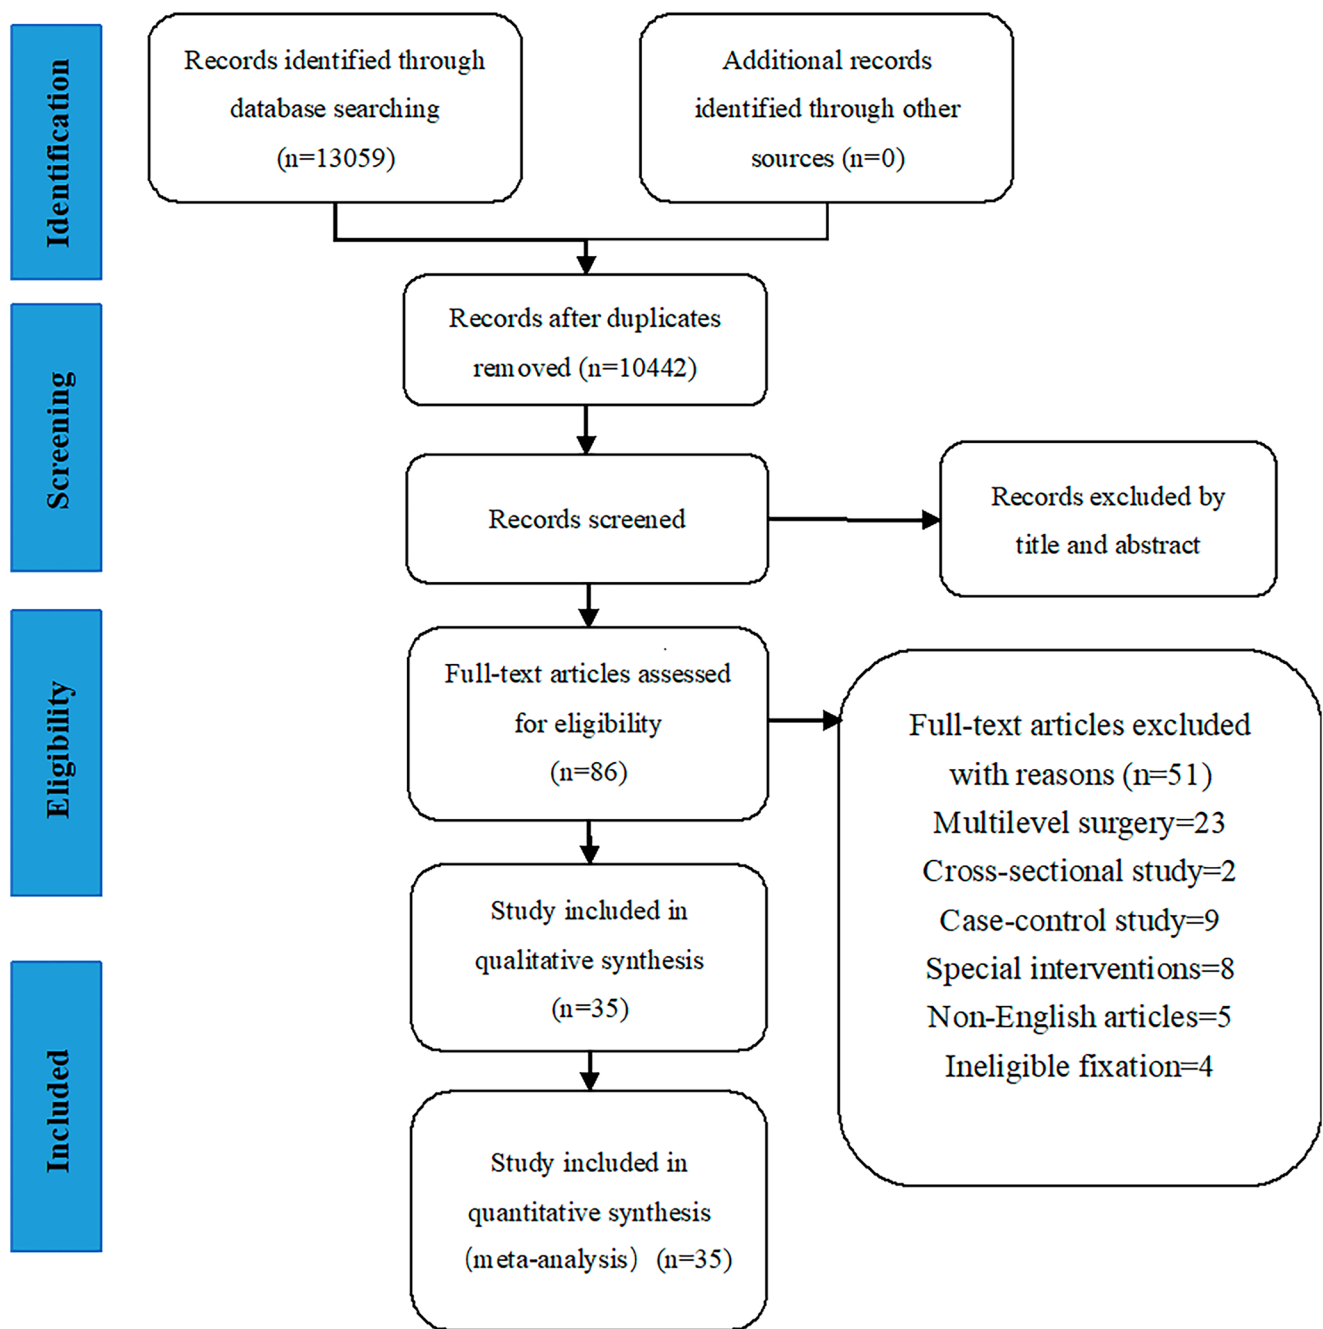 Identification
Records identified through
database searching
(n=13059)
Additional records
identified through other
sources (n=0)
Screening
Records after duplicates
removed (n=10442)
Records screened
Records excluded by
title and abstract
Eligibility
Full-text articles assessed
for eligibility
(n=86)
Full-text articles excluded
with reasons (n=51)
Multilevel surgery=23
Cross-sectional study=2
Case-control study=9
Special interventions=8
Non-English articles=5
Ineligible fixation=4
Study included in
qualitative synthesis
(n=35)
Included
Study included in
quantitative synthesis
（meta-analysis） (n=35)